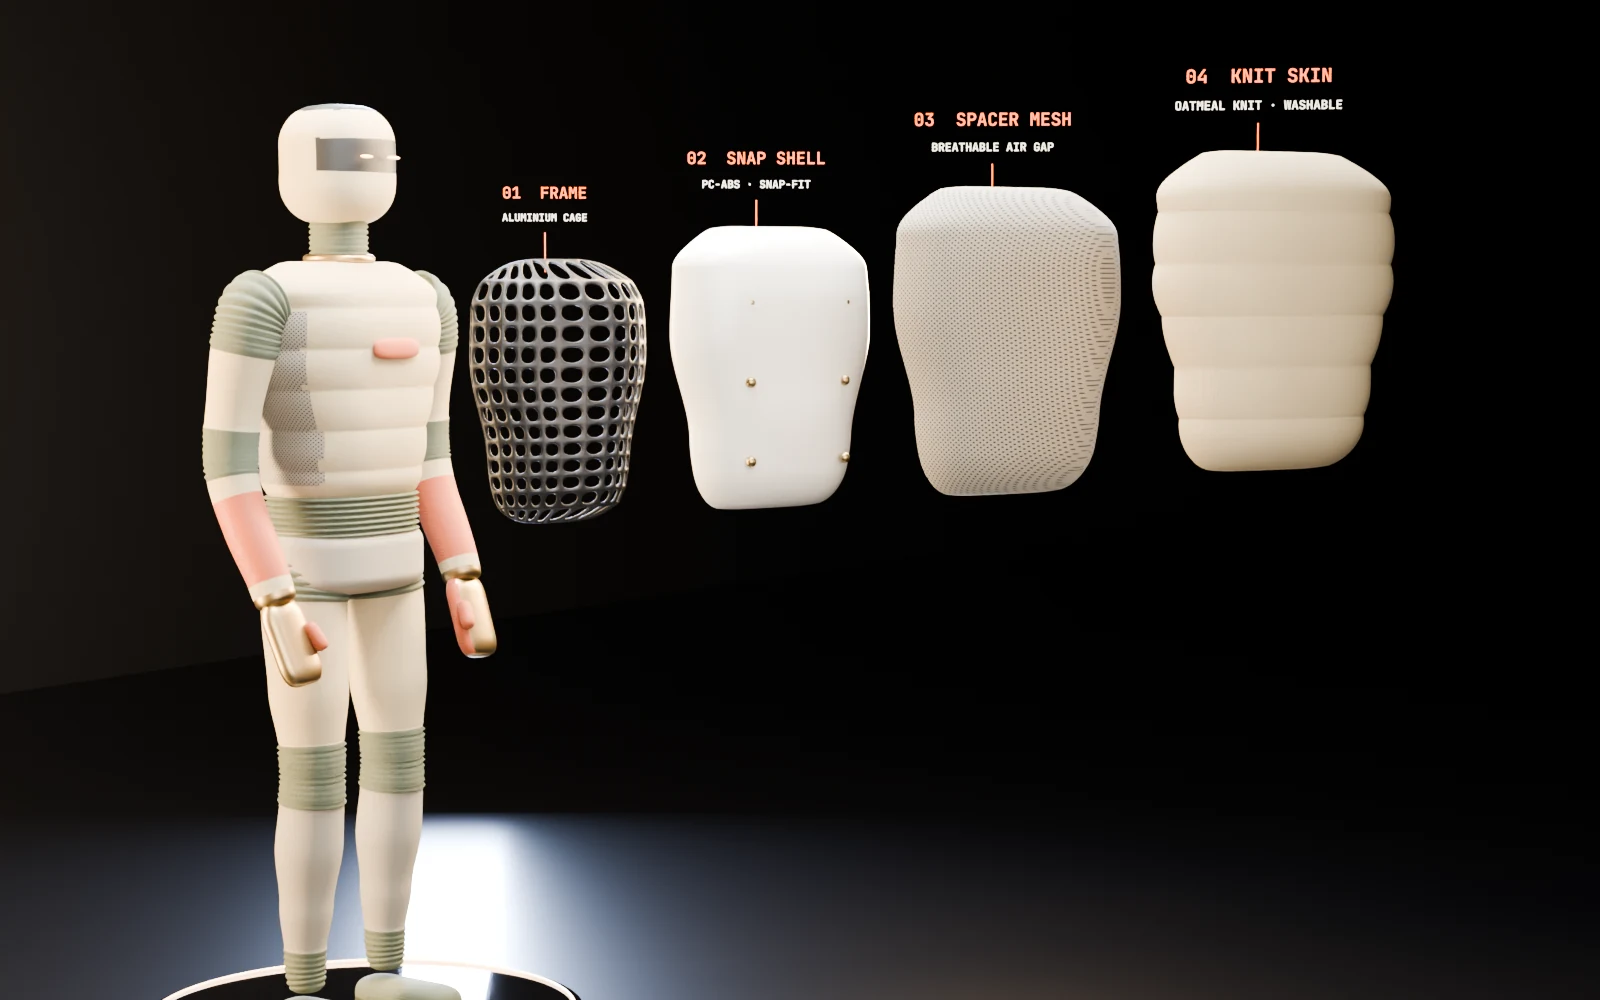 01 FRAME
ALUMINIUM CAGE
02 SNAP SHELL
PC-ABS · SNAP-FIT
03 SPACER MESH
BREATHABLE AIR GAP
04 KNIT SKIN
OATMEAL KNIT · WASHABLE